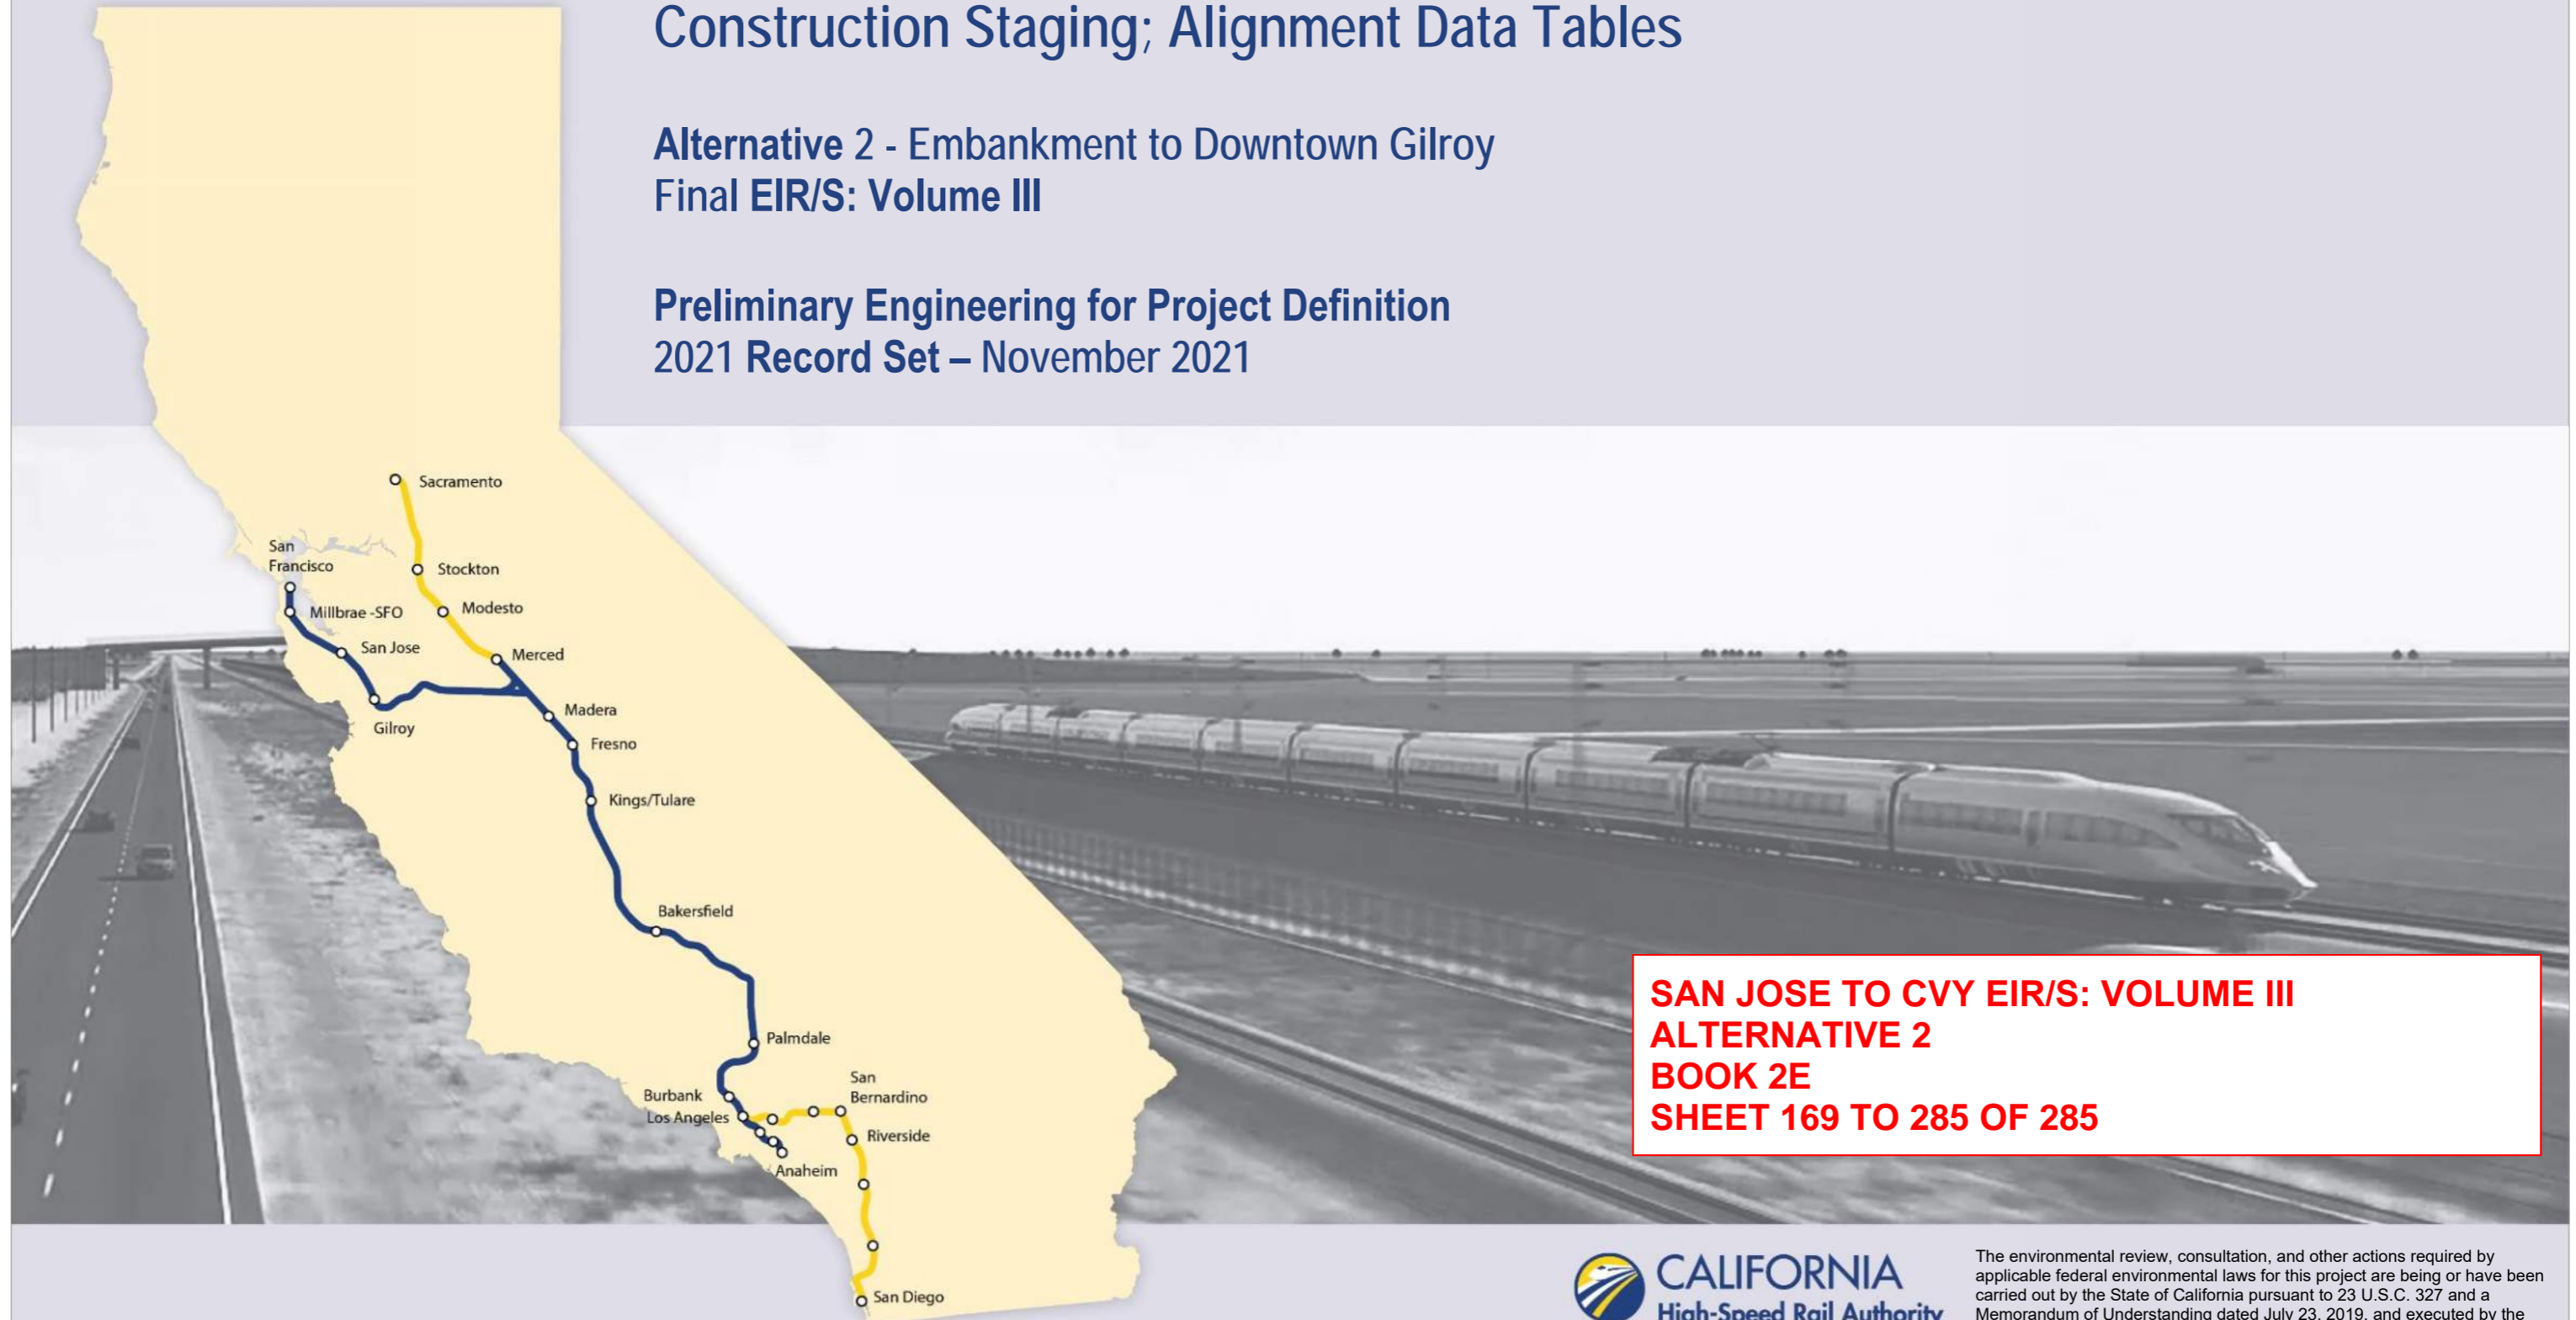 Construction Staging; Alignment Data Tables
Alternative 2 - Embankment to Downtown Gilroy
Final EIR/S: Volume III
Preliminary Engineering for Project Definition
2021 Record Set – November 2021
Sacramento
San
Francisco
Stockton
Millbrae -SFO
Modesto
San Jose
Merced
Gilroy
Madera
Fresno
Kings/Tulare
Bakersfield
Palmdale
Burbank
Los Angeles
San
Bernardino
Riverside
Anaheim
San Diego
SAN JOSE TO CVY EIR/S: VOLUME III
ALTERNATIVE 2
BOOK 2E
SHEET 169 TO 285 OF 285
CALIFORNIA
High-Speed Rail Authority
The environmental review, consultation, and other actions required by
applicable federal environmental laws for this project are being or have been
carried out by the State of California pursuant to 23 U.S.C. 327 and a
Memorandum of Understanding dated July 23, 2019, and executed by the